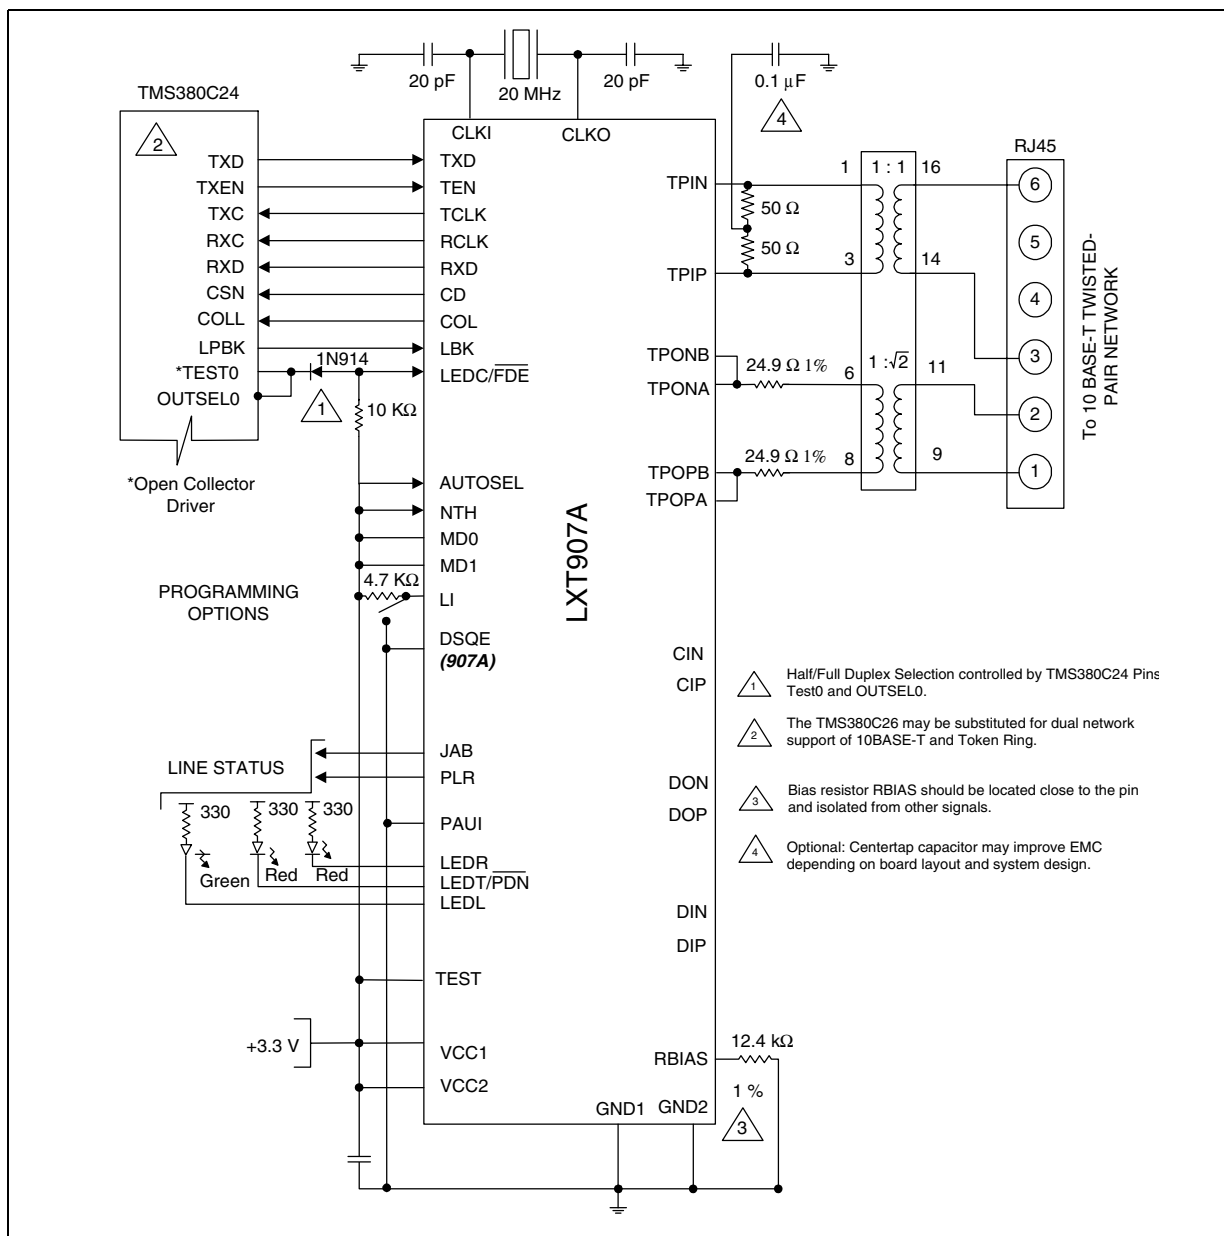 20 pF
20 MHz
20 pF
0.1 μF
4
TMS380C24
2
TXD
TXEN
TXC
RXC
RXD
CSN
COLL
LPBK
*TEST0
OUTSEL0
*Open Collector
Driver
1N914
1
10 KΩ
CLKI
CLKO
TXD
TEN
TCLK
RCLK
RXD
CD
COL
LBK
LEDC/FDE
AUTOSEL
NTH
MD0
MD1
4.7 KΩ
LI
DSQE
(907A)
PROGRAMMING
OPTIONS
LXT907A
TPIN
50 Ω
50 Ω
TPIP
TPONB
TPONA
24.9 Ω 1%
TPOPB
TPOPA
24.9 Ω 1%
1
1 : 1
16
3
14
6
1 :√2
11
8
9
RJ45
6
5
4
3
2
1
To 10 BASE-T TWISTED-
PAIR NETWORK
CIN
CIP
DON
DOP
DIN
DIP
1
Half/Full Duplex Selection controlled by TMS380C24 Pins
Test0 and OUTSEL0.
2
The TMS380C26 may be substituted for dual network
support of 10BASE-T and Token Ring.
3
Bias resistor RBIAS should be located close to the pin
and isolated from other signals.
4
Optional: Centertap capacitor may improve EMC
depending on board layout and system design.
LINE STATUS
JAB
PLR
PAUI
330
330
330
Green
Red
Red
LEDR
LEDT/PDN
LEDL
TEST
+3.3 V
VCC1
VCC2
RBIAS
12.4 kΩ
1 %
3
GND1
GND2